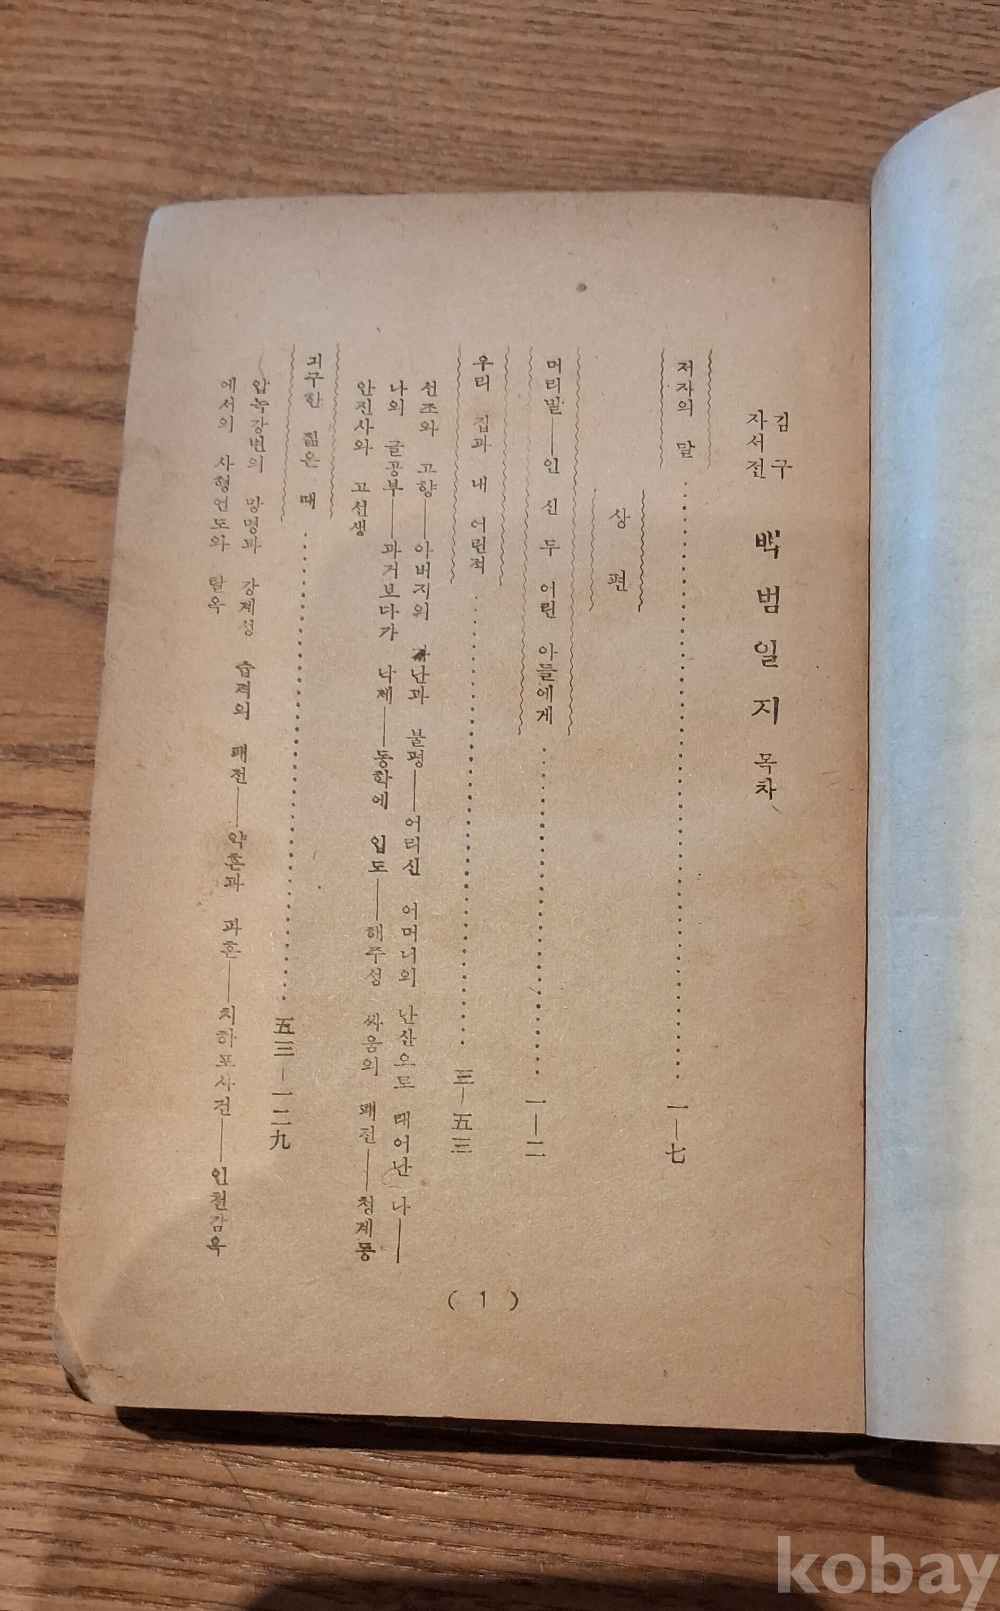 김구
자서전
백범일지 목차
저자의 말 一—七
상편
머리말——인 신 두 어린 아들에게 一—二
우리 집과 내 어린적 三—五三
선조와 고향——아버지의 가난과 불평——어리신 어머니의 난산으로 태어난 나——
나의 글공부——과거보다가 낙제——동학에 입도——해주성 싸움의 패전——청계동
안진사와 고선생
긔구한 젊은 때 五三—一二九
압녹강변의 망명과 강계성 습격의 패전——약혼과 파혼——치하포사건——인천감옥
에서의 사형언도와 탈옥
( 1 )
kobay